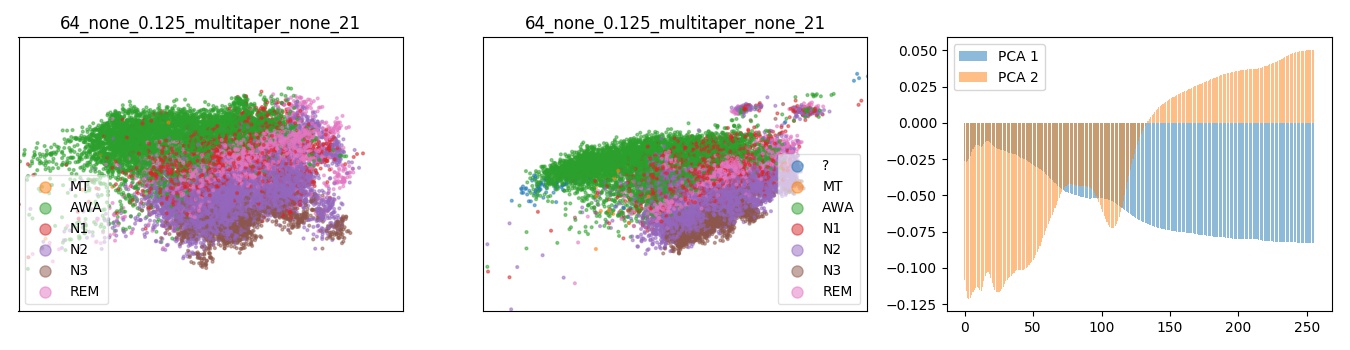 64_none_0.125_multitaper_none_21
MT
AWA
N1
N2
N3
REM
64_none_0.125_multitaper_none_21
?
MT
AWA
N1
N2
N3
REM
PCA 1
PCA 2
0.050
0.025
0.000
−0.025
−0.050
−0.075
−0.100
−0.125
0
50
100
150
200
250